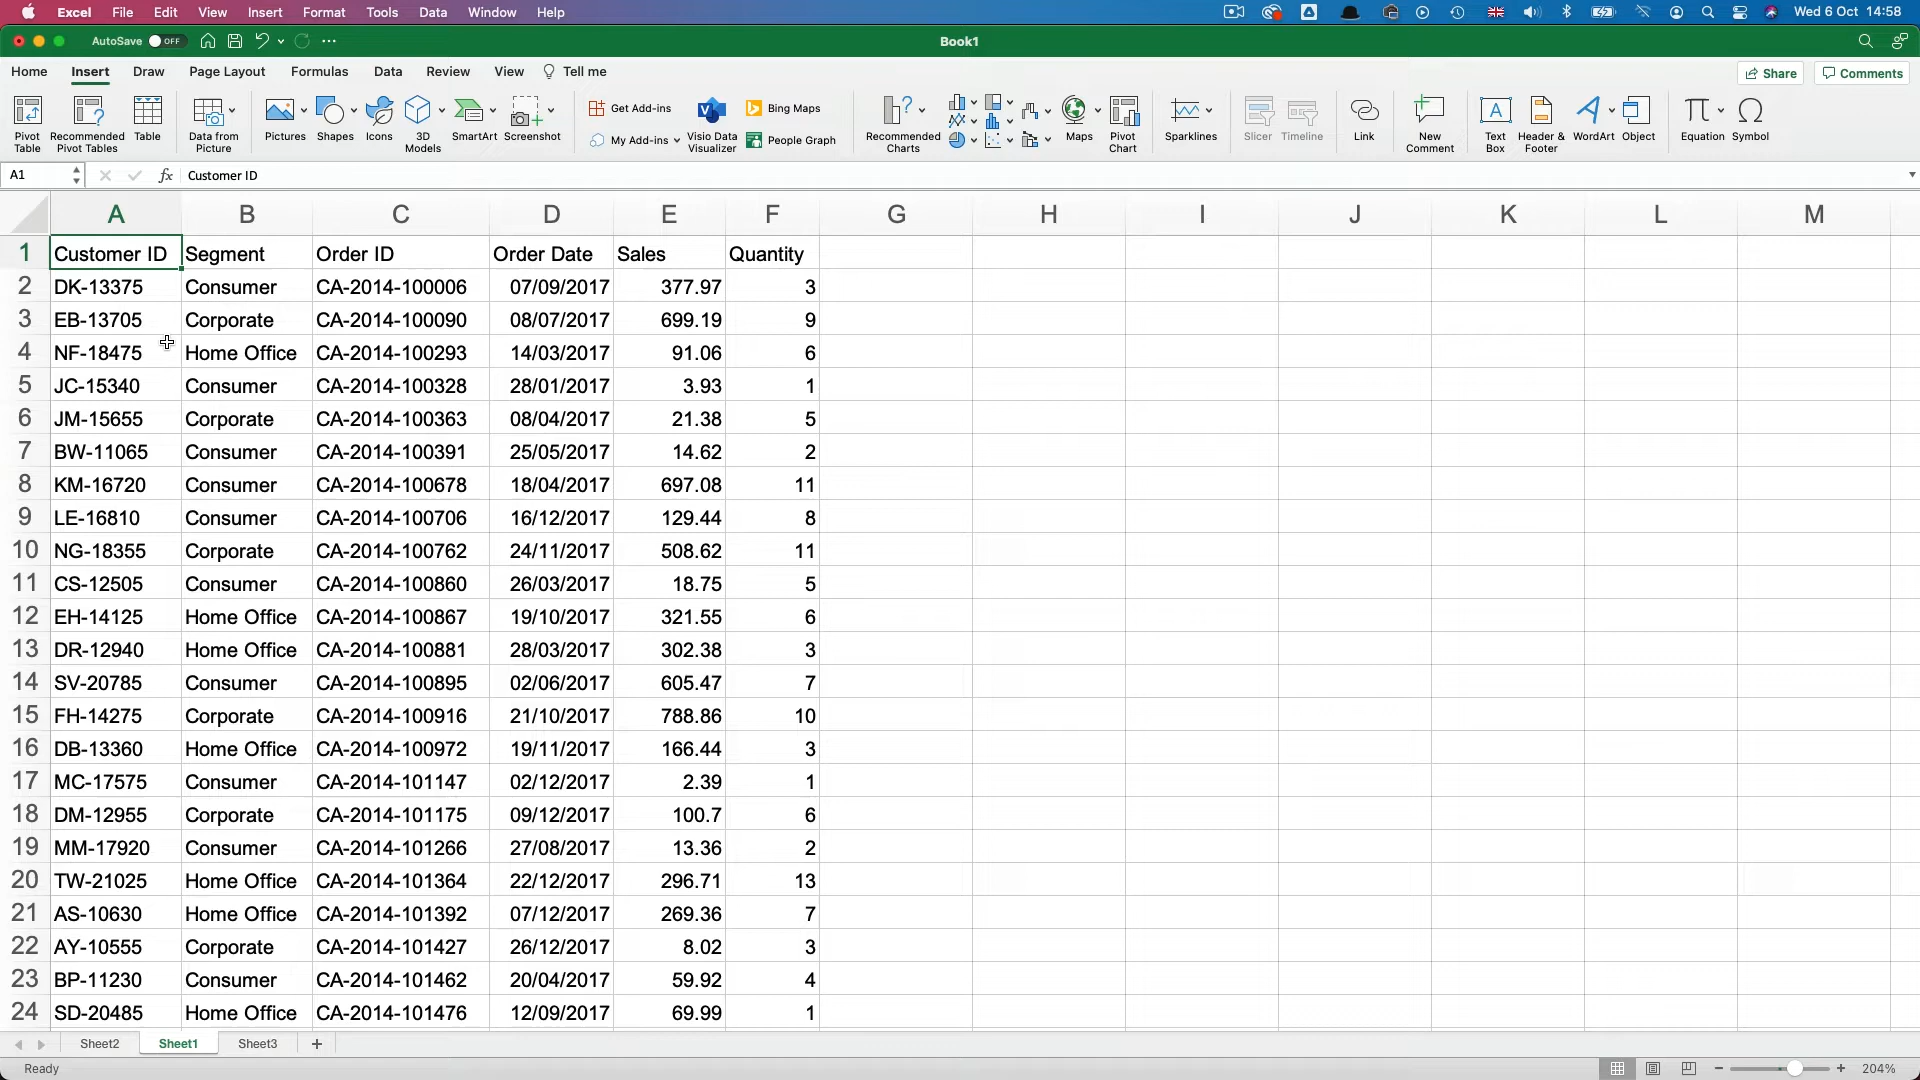 Excel File Edit View Insert Format Tools Data Window Help Wed 6 Oct 14:58
AutoSave OFF Book1
Home Insert Draw Page Layout Formulas Data Review View Tell me Share Comments
Pivot Table
Recommended Pivot Tables
Table
Data from Picture
Pictures
Shapes
Icons
3D Models
SmartArt
Screenshot
Get Add-ins
My Add-ins
Visio Data Visualizer
Bing Maps
People Graph
Recommended Charts
Maps
Pivot Chart
Sparklines
Slicer
Timeline
Link
New Comment
Text Box
Header & Footer
WordArt
Object
Equation
Symbol
A1 fx Customer ID
A B C D E F G H I J K L M
1 Customer ID Segment Order ID Order Date Sales Quantity
2 DK-13375 Consumer CA-2014-100006 07/09/2017 377.97 3
3 EB-13705 Corporate CA-2014-100090 08/07/2017 699.19 9
4 NF-18475 Home Office CA-2014-100293 14/03/2017 91.06 6
5 JC-15340 Consumer CA-2014-100328 28/01/2017 3.93 1
6 JM-15655 Corporate CA-2014-100363 08/04/2017 21.38 5
7 BW-11065 Consumer CA-2014-100391 25/05/2017 14.62 2
8 KM-16720 Consumer CA-2014-100678 18/04/2017 697.08 11
9 LE-16810 Consumer CA-2014-100706 16/12/2017 129.44 8
10 NG-18355 Corporate CA-2014-100762 24/11/2017 508.62 11
11 CS-12505 Consumer CA-2014-100860 26/03/2017 18.75 5
12 EH-14125 Home Office CA-2014-100867 19/10/2017 321.55 6
13 DR-12940 Home Office CA-2014-100881 28/03/2017 302.38 3
14 SV-20785 Consumer CA-2014-100895 02/06/2017 605.47 7
15 FH-14275 Corporate CA-2014-100916 21/10/2017 788.86 10
16 DB-13360 Home Office CA-2014-100972 19/11/2017 166.44 3
17 MC-17575 Consumer CA-2014-101147 02/12/2017 2.39 1
18 DM-12955 Corporate CA-2014-101175 09/12/2017 100.7 6
19 MM-17920 Consumer CA-2014-101266 27/08/2017 13.36 2
20 TW-21025 Home Office CA-2014-101364 22/12/2017 296.71 13
21 AS-10630 Home Office CA-2014-101392 07/12/2017 269.36 7
22 AY-10555 Corporate CA-2014-101427 26/12/2017 8.02 3
23 BP-11230 Consumer CA-2014-101462 20/04/2017 59.92 4
24 SD-20485 Home Office CA-2014-101476 12/09/2017 69.99 1
Sheet2 Sheet1 Sheet3
Ready 204%